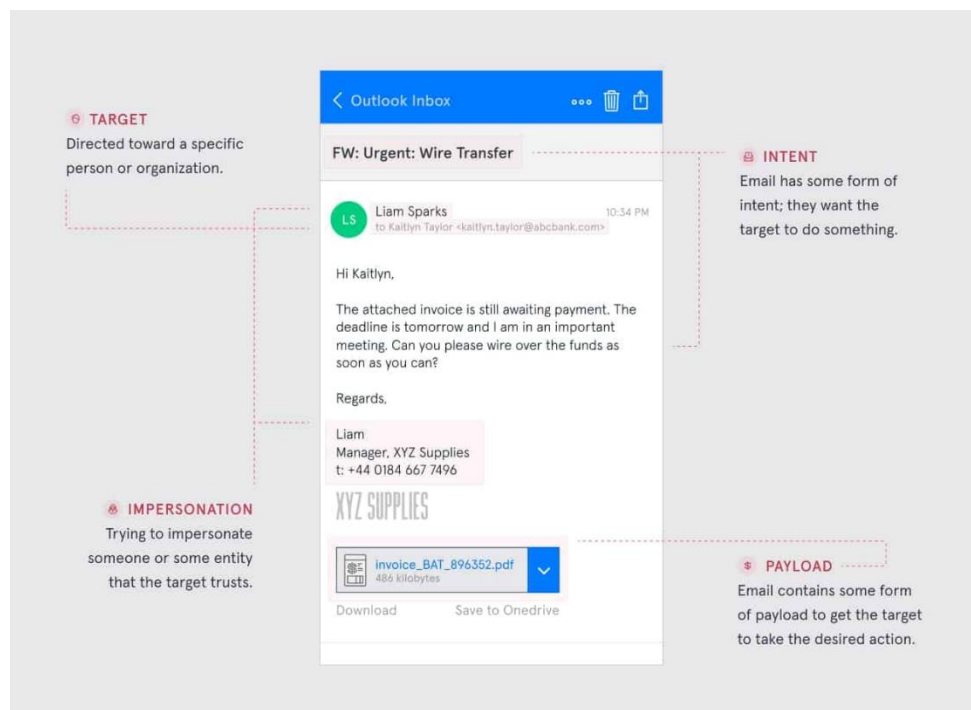 TARGET
Directed toward a specific
person or organization.
Outlook Inbox
FW: Urgent: Wire Transfer
LS
Liam Sparks
10:34 PM
to Kaitlyn Taylor <kaitlyn.taylor@abcbank.com>
Hi Kaitlyn,
The attached invoice is still awaiting payment. The
deadline is tomorrow and I am in an important
meeting. Can you please wire over the funds as
soon as you can?
Regards,
Liam
Manager, XYZ Supplies
t: +44 0184 667 7496
XYZ SUPPLIES
invoice_BAT_896352.pdf
486 kilobytes
Download
Save to Onedrive
INTENT
Email has some form of
intent; they want the
target to do something.
IMPERSONATION
Trying to impersonate
someone or some entity
that the target trusts.
PAYLOAD
Email contains some form
of payload to get the target
to take the desired action.